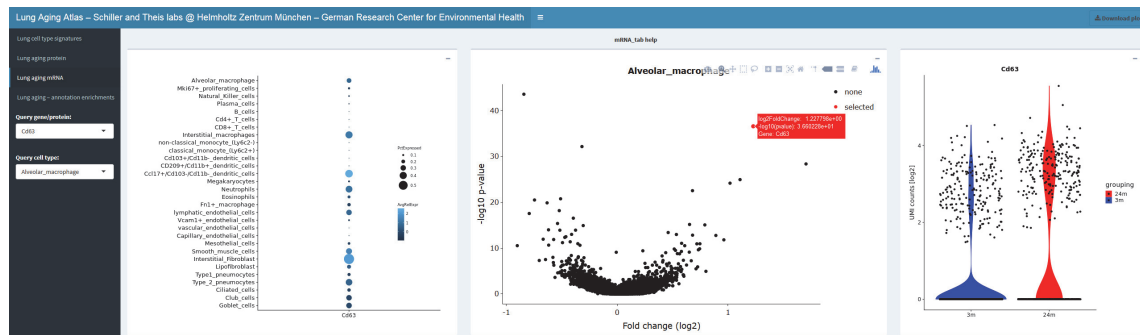 Lung Aging Atlas – Schiller and Theis labs @ Helmholtz Zentrum München – German Research Center for Environmental Health
Lung cell type signatures
Lung aging protein
Lung aging mRNA
Lung aging – annotation enrichments
Query gene/protein:
Cd63
Query cell type:
Alveolar_macrophage
mRNA_tab help
Alveolar_macrophage
Mki67+_proliferating_cells
Natural_Killer_cells
Plasma_cells
B_cells
Cd4+_T_cells
CD8+_T_cells
Interstitial_macrophages
non-classical_monocyte_(Ly6c2-)
classical_monocyte_(Ly6c2+)
Cd103+/Cd11b-_dendritic_cells
CD209+/Cd11b+_dendritic_cells
Ccl17+/Cd103-/Cd11b-_dendritic_cells
Megakaryocytes
Neutrophils
Eosinophils
Fn1+_macrophage
lymphatic_endothelial_cells
Vcam1+_endothelial_cells
vascular_endothelial_cells
Capillary_endothelial_cells
Mesothelial_cells
Smooth_muscle_cells
Interstitial_Fibroblast
Lipofibroblast
Type1_pneumocytes
Type_2_pneumocytes
Ciliated_cells
Club_cells
Goblet_cells
Cd63
0.1
0.2
0.3
0.4
0.5
2
1
0
Alveolar_macrophage
none
selected
log2FoldChange: 1.227798e+00
-log10(pvalue): 3.660228e+01
Gene: Cd63
-log10 p-value
40
30
20
10
0
-1
0
1
Fold change (log2)
Cd63
UMI counts [log2]
4
2
0
3m
24m
grouping
24m
3m